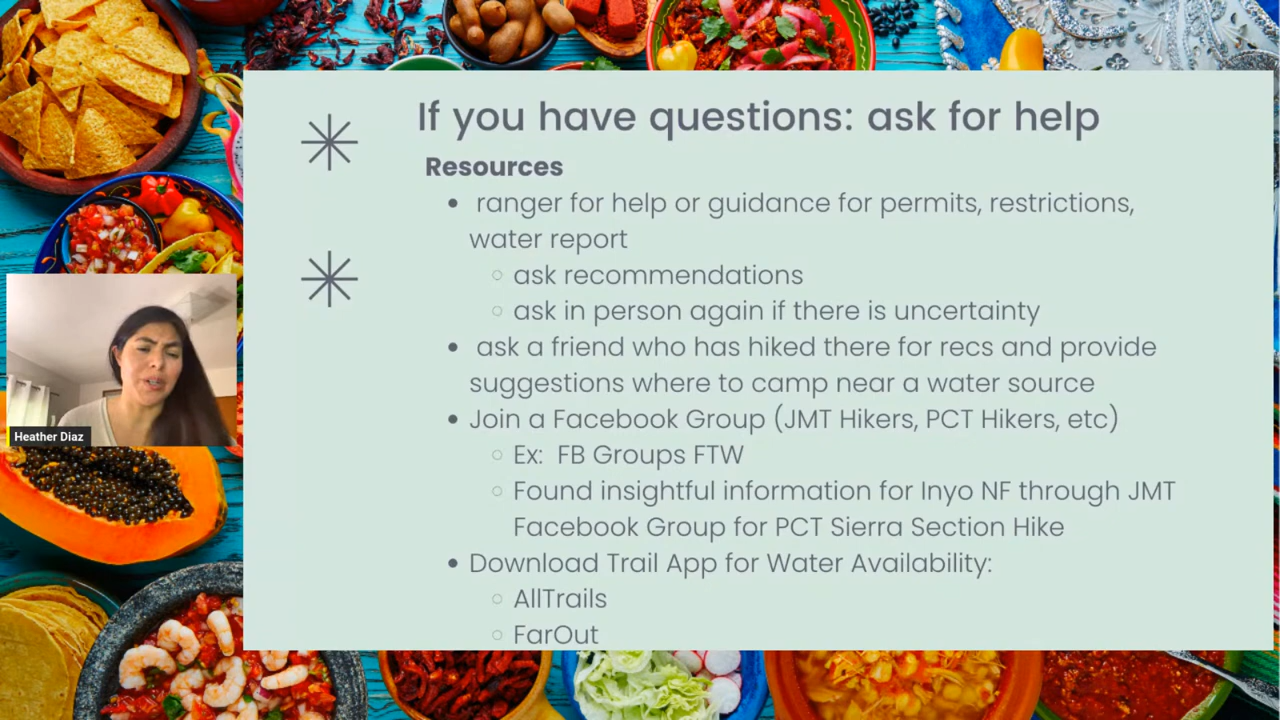 If you have questions: ask for help
Resources
• ranger for help or guidance for permits, restrictions,
water report
○ ask recommendations
○ ask in person again if there is uncertainty
• ask a friend who has hiked there for recs and provide
suggestions where to camp near a water source
• Join a Facebook Group (JMT Hikers, PCT Hikers, etc)
○ Ex: FB Groups FTW
○ Found insightful information for Inyo NF through JMT
Facebook Group for PCT Sierra Section Hike
• Download Trail App for Water Availability:
○ AllTrails
○ FarOut
Heather Diaz